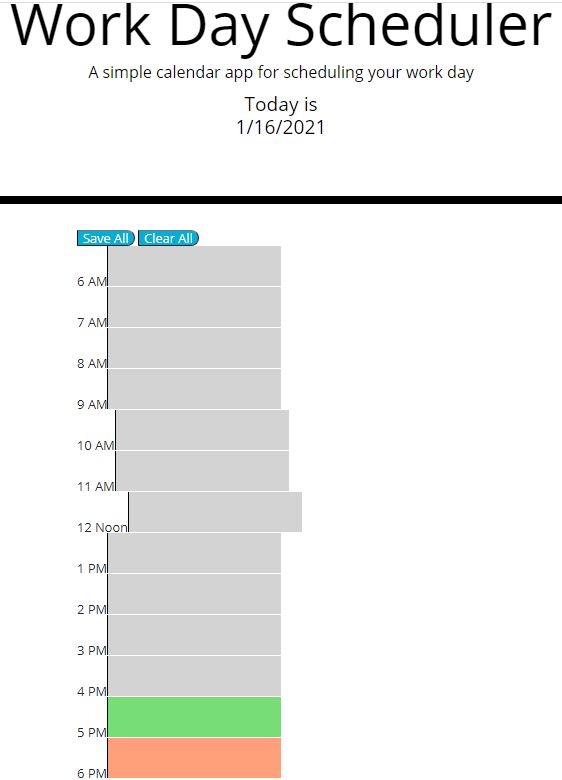 Work Day Scheduler
A simple calendar app for scheduling your work day
Today is
1/16/2021
Save All Clear All
6 AM
7 AM
8 AM
9 AM
10 AM
11 AM
12 Noon
1 PM
2 PM
3 PM
4 PM
5 PM
6 PM